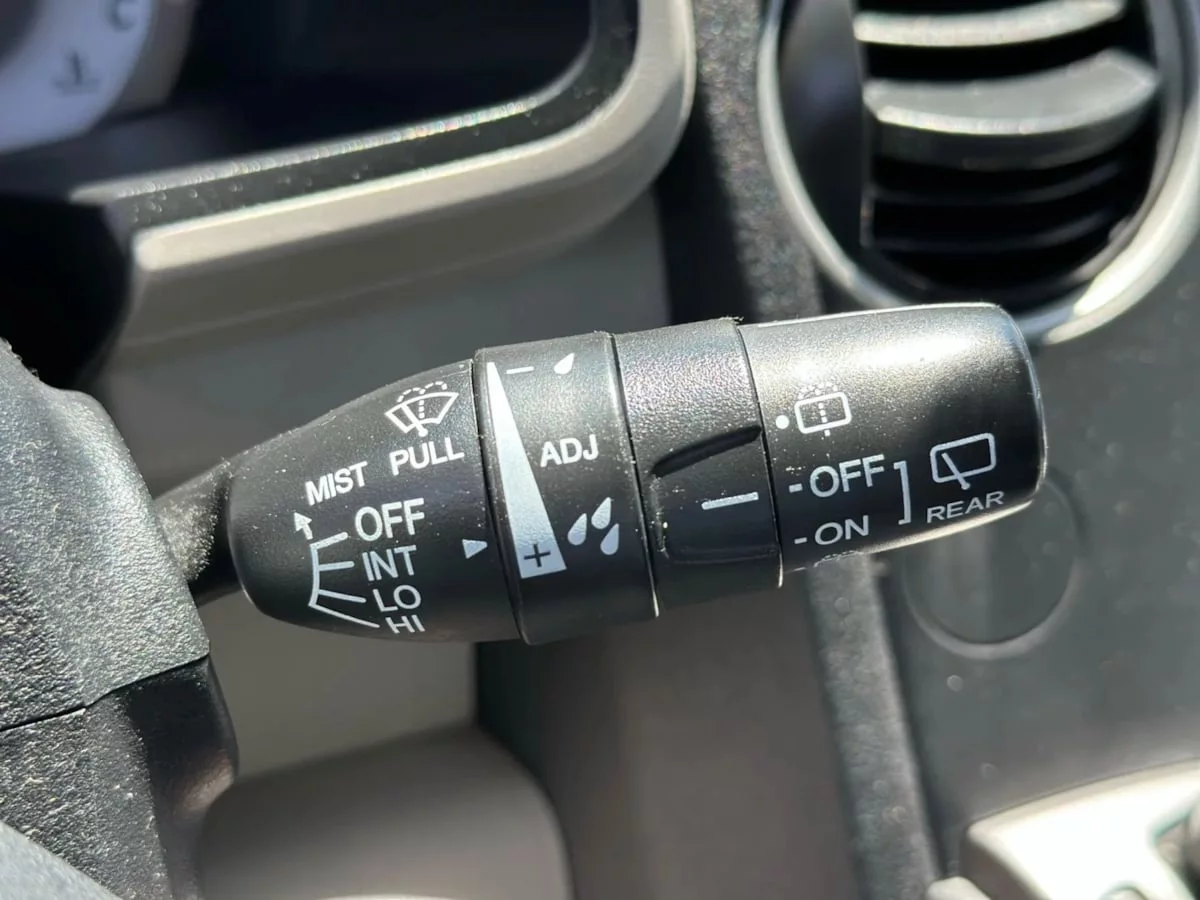 MIST PULL
OFF
INT
LO
HI
− ADJ
+
OFF
ON
REAR
C